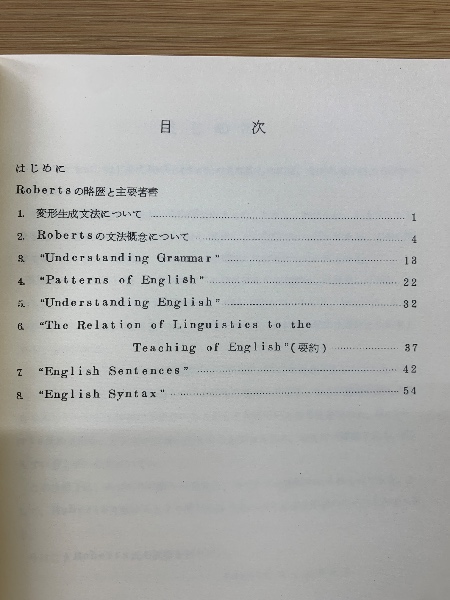 目次
はじめに
Robertsの略歴と主要著書
1. 変形生成文法について 1
2. Robertsの文法概念について 4
3. "Understanding Grammar" 13
4. "Patterns of English" 22
5. "Understanding English" 32
6. "The Relation of Linguistics to the
Teaching of English"(要約) 37
7. "English Sentences" 42
8. "English Syntax" 54